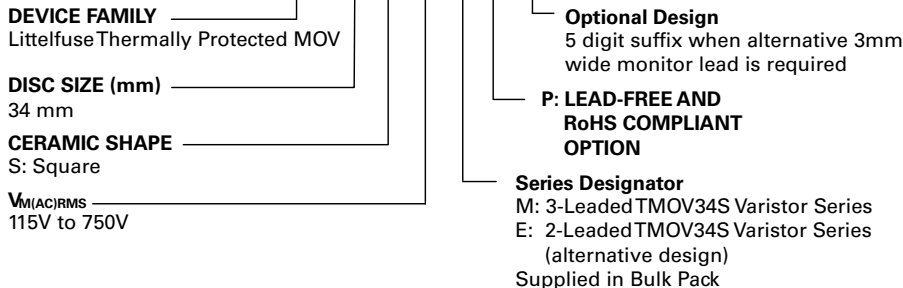 DEVICE FAMILY
Littelfuse Thermally Protected MOV
DISC SIZE (mm)
34 mm
CERAMIC SHAPE
S: Square
VM(AC)RMS
115V to 750V
Optional Design
5 digit suffix when alternative 3mm
wide monitor lead is required
P: LEAD-FREE AND
RoHS COMPLIANT
OPTION
Series Designator
M: 3-Leaded TMOV34S Varistor Series
E: 2-Leaded TMOV34S Varistor Series
(alternative design)
Supplied in Bulk Pack